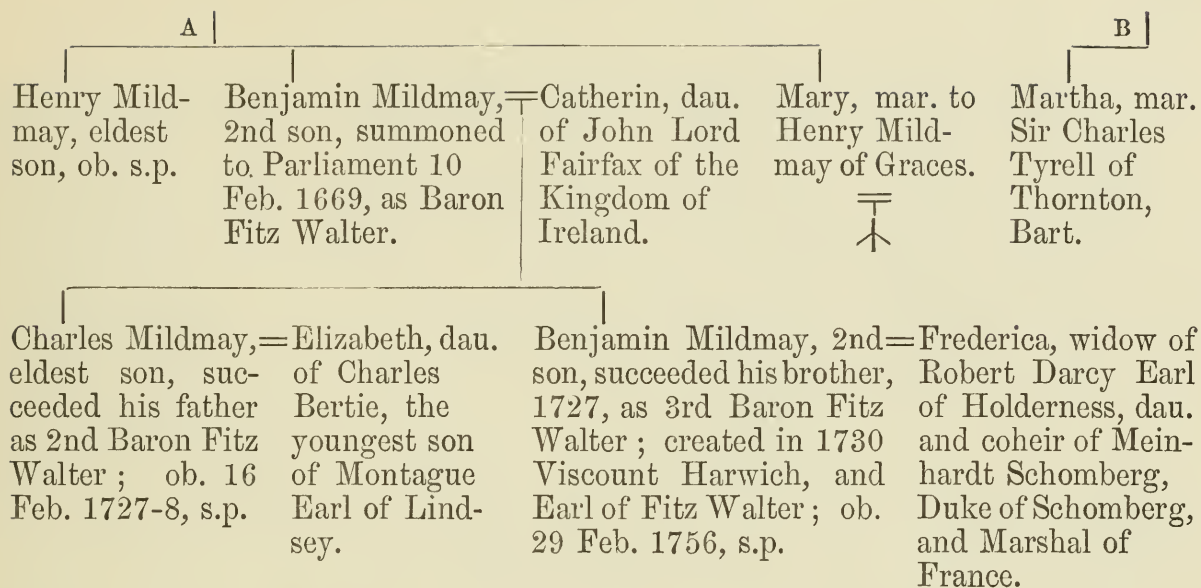 A
B
Henry Mild-
may, eldest
son, ob. s.p.
Benjamin Mildmay,
2nd son, summoned
to Parliament 10
Feb. 1669, as Baron
Fitz Walter.
Catherin, dau.
of John Lord
Fairfax of the
Kingdom of
Ireland.
Mary, mar. to
Henry Mild-
may of Graces.
Martha, mar.
Sir Charles
Tyrell of
Thornton,
Bart.
Charles Mildmay,=
eldest son, suc-
ceeded his father
as 2nd Baron Fitz
Walter; ob. 16
Feb. 1727-8, s.p.
Elizabeth, dau.
of Charles
Bertie, the
youngest son
of Montague
Earl of Lind-
sey.
Benjamin Mildmay, 2nd=
son, succeeded his brother,
1727, as 3rd Baron Fitz
Walter; created in 1730
Viscount Harwich, and
Earl of Fitz Walter; ob.
29 Feb. 1756, s.p.
Frederica, widow of
Robert Darcy Earl
of Holderness, dau.
and coheir of Mein-
hardt Schomberg,
Duke of Schomberg,
and Marshal of
France.